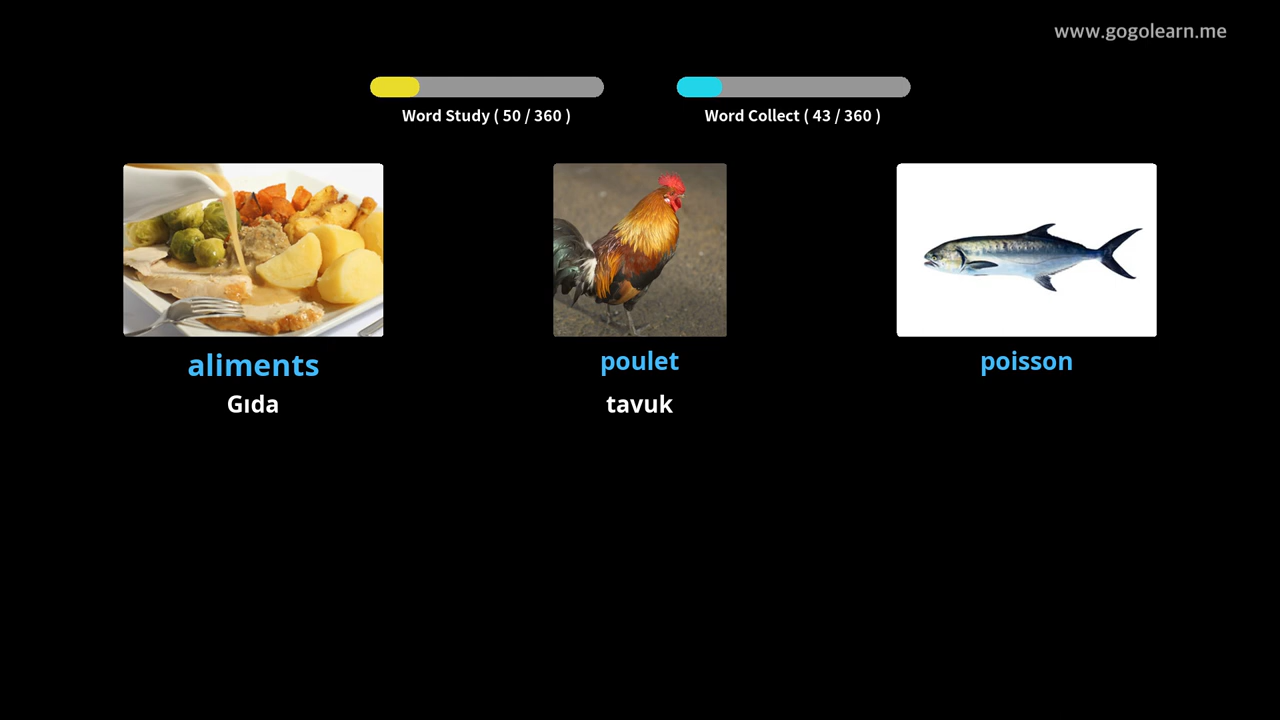 www.gogolearn.me
Word Study ( 50 / 360 )
Word Collect ( 43 / 360 )
aliments
poulet
poisson
Gıda
tavuk